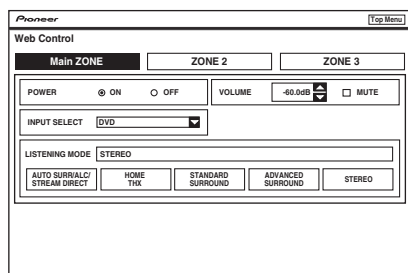 Pioneer
Top Menu
Web Control
Main ZONE
ZONE 2
ZONE 3
POWER ON OFF
VOLUME -60.0dB MUTE
INPUT SELECT DVD
LISTENING MODE STEREO
AUTO SURR/ALC/
STREAM DIRECT
HOME
THX
STANDARD
SURROUND
ADVANCED
SURROUND
STEREO